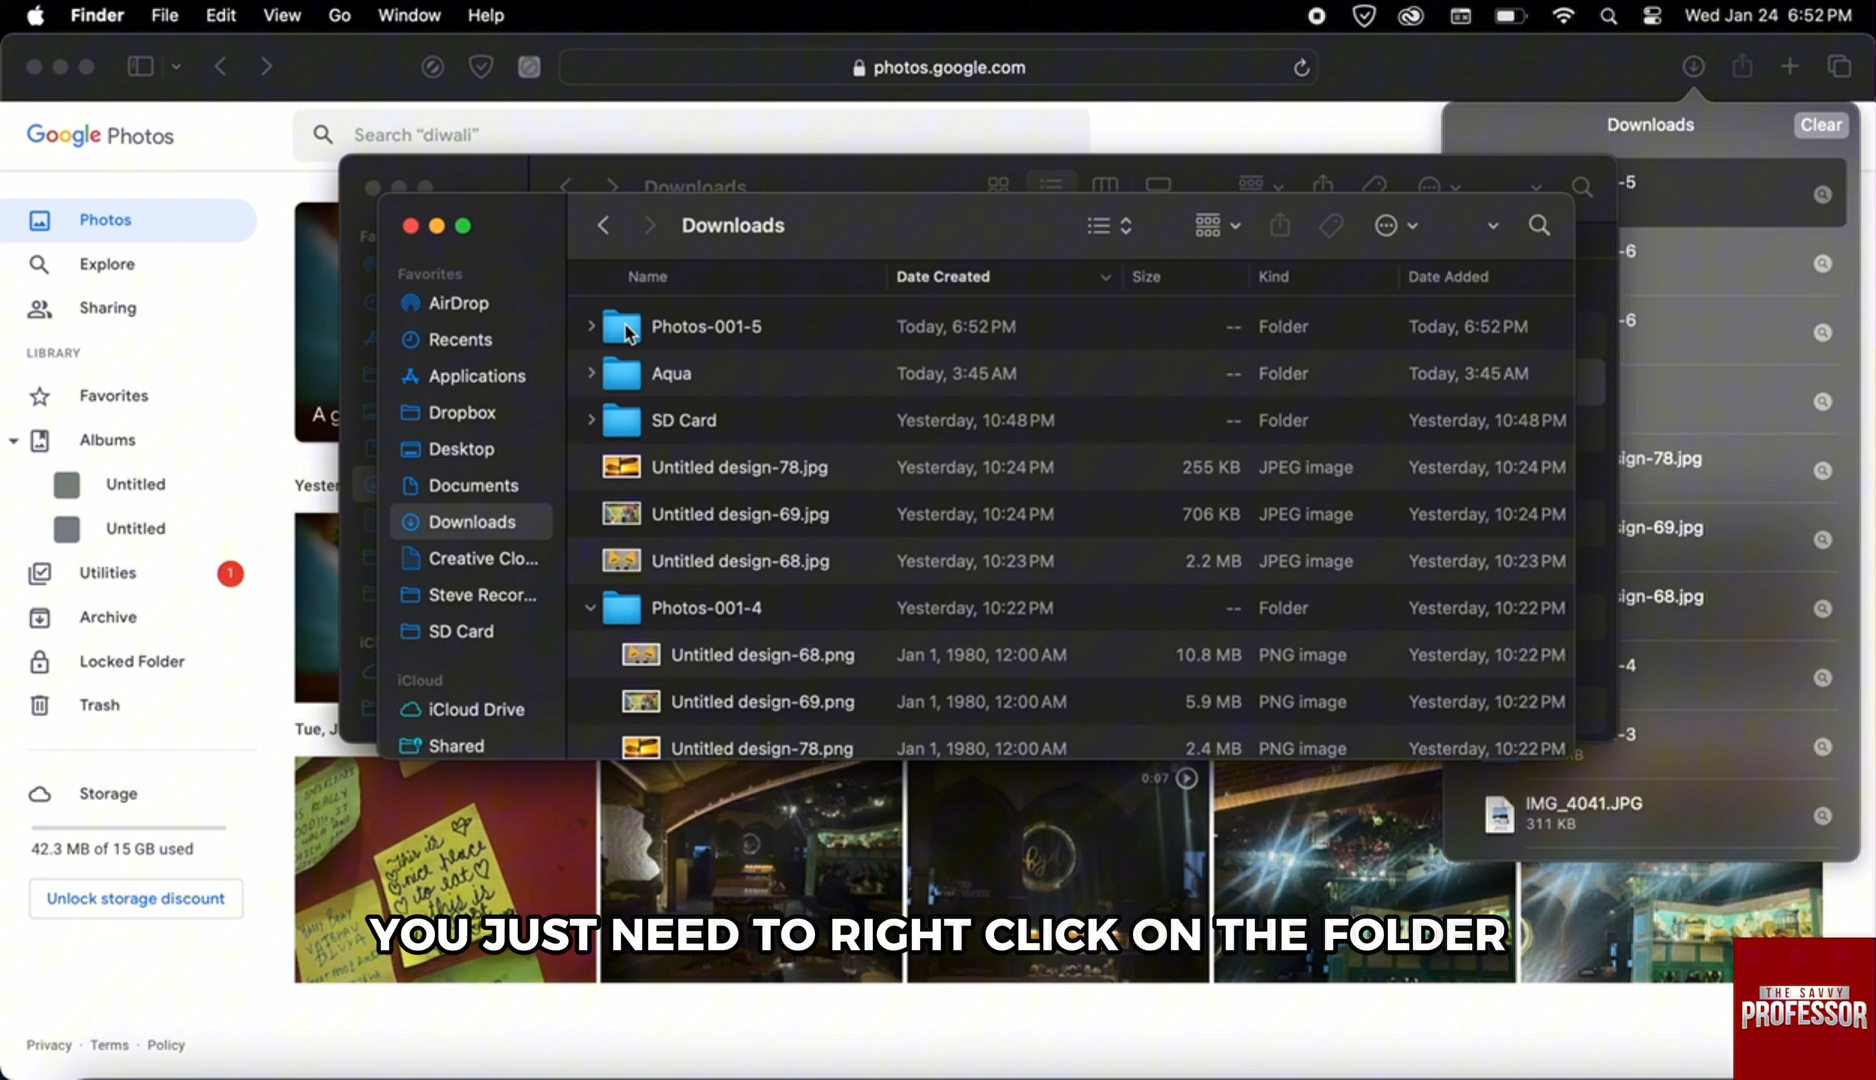 Finder File Edit View Go Window Help
Wed Jan 24 6:52 PM
photos.google.com
Google Photos
Search “diwali”
Downloads
Clear
Photos
Explore
Sharing
LIBRARY
Favorites
Albums
Untitled
Untitled
Utilities
1
Archive
Locked Folder
Trash
Storage
42.3 MB of 15 GB used
Unlock storage discount
Privacy · Terms · Policy
A g
Yester
Tue, J
Downloads
Downloads
Favorites
AirDrop
Recents
Applications
Dropbox
Desktop
Documents
Downloads
Creative Clo...
Steve Recor...
SD Card
iCloud
iCloud Drive
Shared
Name Date Created Size Kind Date Added
Photos-001-5 Today, 6:52 PM -- Folder Today, 6:52 PM
Aqua Today, 3:45 AM -- Folder Today, 3:45 AM
SD Card Yesterday, 10:48 PM -- Folder Yesterday, 10:48 PM
Untitled design-78.jpg Yesterday, 10:24 PM 255 KB JPEG image Yesterday, 10:24 PM
Untitled design-69.jpg Yesterday, 10:24 PM 706 KB JPEG image Yesterday, 10:24 PM
Untitled design-68.jpg Yesterday, 10:23 PM 2.2 MB JPEG image Yesterday, 10:23 PM
Photos-001-4 Yesterday, 10:22 PM -- Folder Yesterday, 10:22 PM
Untitled design-68.png Jan 1, 1980, 12:00 AM 10.8 MB PNG image Yesterday, 10:22 PM
Untitled design-69.png Jan 1, 1980, 12:00 AM 5.9 MB PNG image Yesterday, 10:22 PM
Untitled design-78.png Jan 1, 1980, 12:00 AM 2.4 MB PNG image Yesterday, 10:22 PM
-5
-6
-6
ign-78.jpg
ign-69.jpg
ign-68.jpg
-4
-3
IMG_4041.JPG
311 KB
0:07
this is
nice peace
to eat
this is
YOU JUST NEED TO RIGHT CLICK ON THE FOLDER
THE SAVVY
PROFESSOR